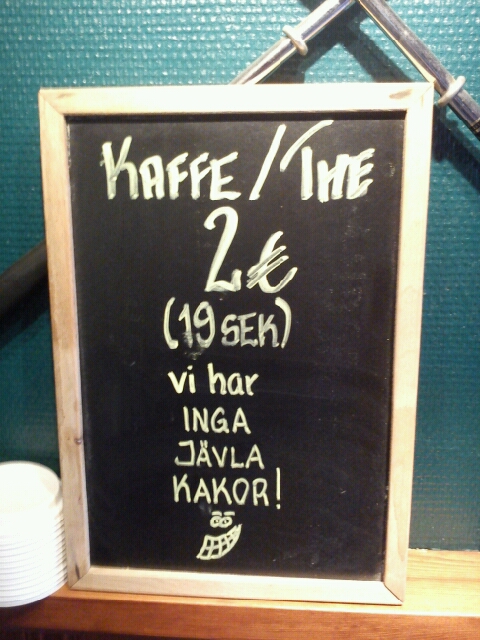 KAFFE / THE
2 €
(19 SEK)
vi har
INGA
JÄVLA
KAKOR!